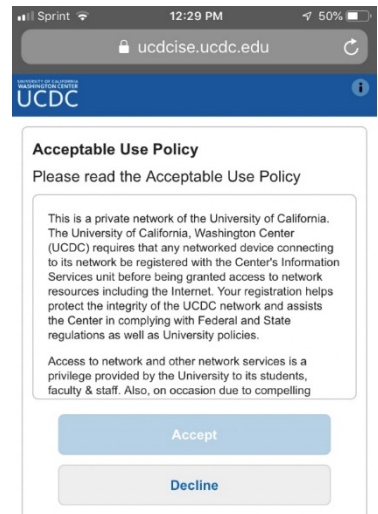 Sprint 12:29 PM 50%
ucdcise.ucdc.edu
UNIVERSITY OF CALIFORNIA
WASHINGTON CENTER
UCDC
Acceptable Use Policy
Please read the Acceptable Use Policy
This is a private network of the University of California.
The University of California, Washington Center
(UCDC) requires that any networked device connecting
to its network be registered with the Center's Information
Services unit before being granted access to network
resources including the Internet. Your registration helps
protect the integrity of the UCDC network and assists
the Center in complying with Federal and State
regulations as well as University policies.
Access to network and other network services is a
privilege provided by the University to its students,
faculty & staff. Also, on occasion due to compelling
Accept
Decline